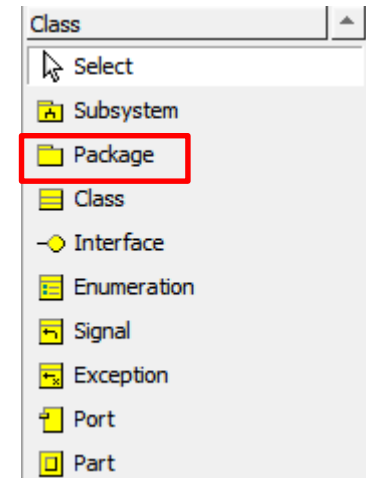 Class
Select
Subsystem
Package
Class
Interface
Enumeration
Signal
Exception
Port
Part